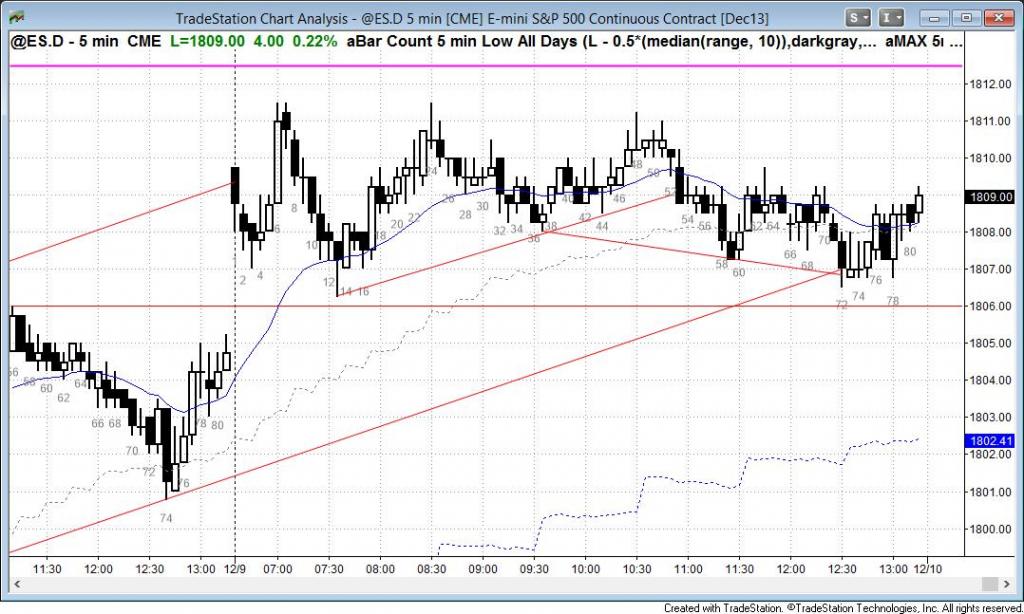 TradeStation Chart Analysis - @ES.D 5 min [CME] E-mini S&P 500 Continuous Contract [Dec13]
S
I
@ES.D - 5 min CME L=1809.00 4.00 0.22% aBar Count 5 min Low All Days (L - 0.5*(median(range, 10)),darkgray,... aMAX 5 ...
1812.00
1811.00
1810.00
1809.00
1808.00
1807.00
1806.00
1805.00
1804.00
1803.00
1802.41
1802.00
1801.00
1800.00
58 60 62 64 66 68 70 72 74 76 78 80
2 4 6 8 10 12 14 16 18 20 22 24 26 28 30 32 34 36 38 40 42 44 46 48 50 52 54 56 58 60 62 64 66 68 70 72 74 76 78 80
11:30 12:00 12:30 13:00 12/9 07:00 07:30 08:00 08:30 09:00 09:30 10:00 10:30 11:00 11:30 12:00 12:30 13:00 12/10
Created with TradeStation. ©TradeStation Technologies, Inc. All rights reserved.